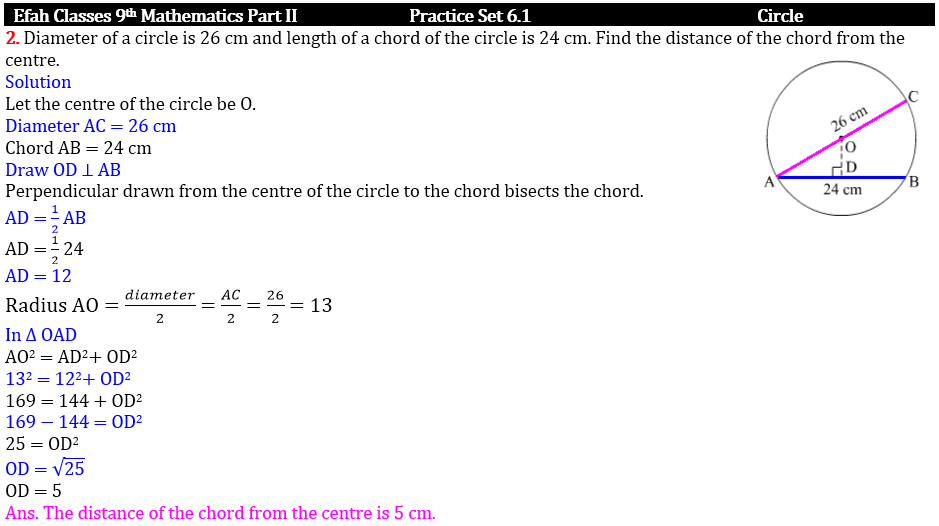 Efah Classes 9th Mathematics Part II Practice Set 6.1 Circle
2. Diameter of a circle is 26 cm and length of a chord of the circle is 24 cm. Find the distance of the chord from the
centre.
Solution
Let the centre of the circle be O.
Diameter AC = 26 cm
Chord AB = 24 cm
Draw OD ⊥ AB
Perpendicular drawn from the centre of the circle to the chord bisects the chord.
AD = 1/2 AB
AD = 1/2 24
AD = 12
Radius AO = diameter/2 = AC/2 = 26/2 = 13
In Δ OAD
AO² = AD²+ OD²
13² = 12²+ OD²
169 = 144 + OD²
169 − 144 = OD²
25 = OD²
OD = √25
OD = 5
Ans. The distance of the chord from the centre is 5 cm.
C
26 cm
O
D
A
B
24 cm